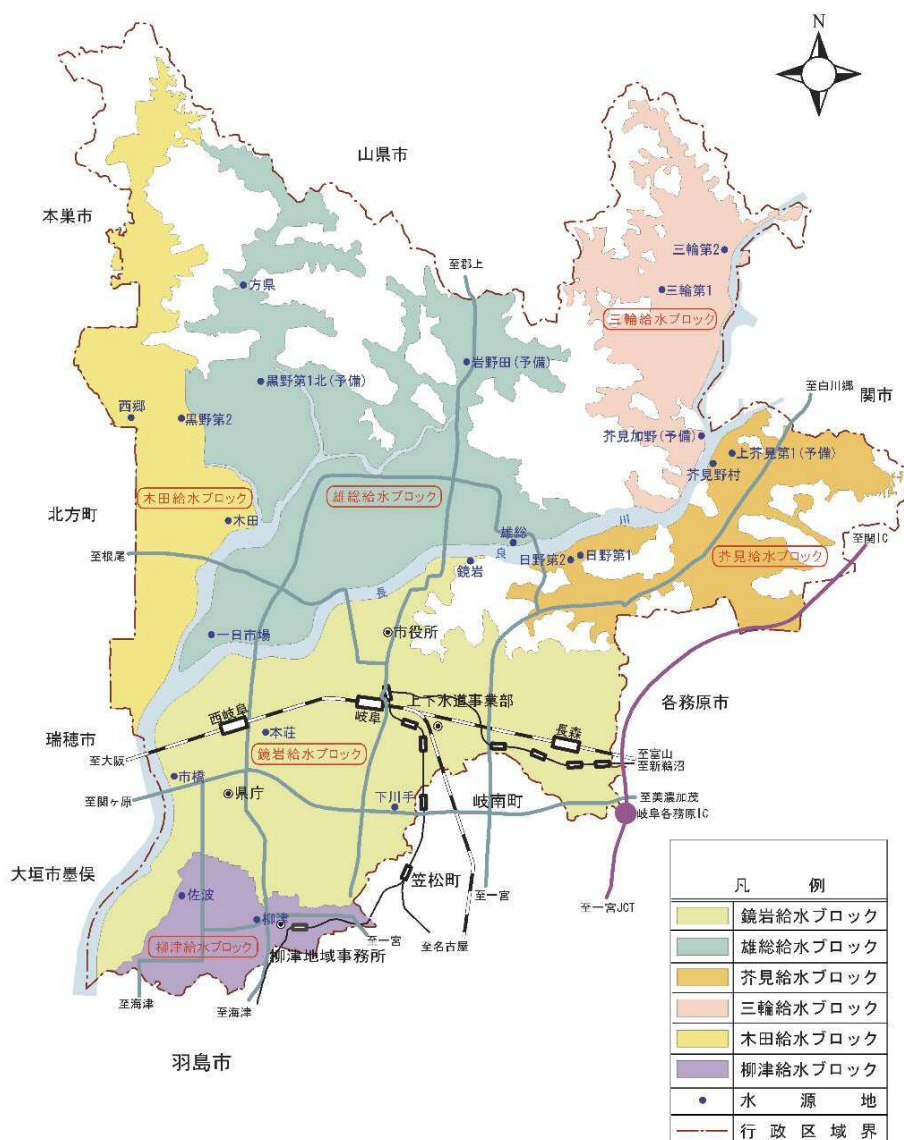 N
山県市
本巣市
三輪第2
至郡上
方県
三輪第1
三輪給水ブロック
岩野田(予備)
黒野第1北(予備)
至白川郷
関市
西郷
黒野第2
芥見加野(予備)
上芥見第1(予備)
芥見野村
木田給水ブロック
雄総給水ブロック
北方町
木田
川
雄総
良
至関IC
至根尾
鏡岩
日野第2
日野第1
芥見給水ブロック
長
一日市場
市役所
各務原市
上下水道事業部
西岐阜
岐阜
長森
瑞穂市
本荘
鏡岩給水ブロック
至大阪
至富山
至新鵜沼
市橋
県庁
下川手
岐南町
至美濃加茂
至関ヶ原
岐阜各務原IC
大垣市墨俣
笠松町
佐波
至一宮
至一宮JCT
柳津
柳津給水ブロック
至一宮
至名古屋
柳津地域事務所
至海津
至海津
羽島市
凡例
鏡岩給水ブロック
雄総給水ブロック
芥見給水ブロック
三輪給水ブロック
木田給水ブロック
柳津給水ブロック
水源地
行政区域界